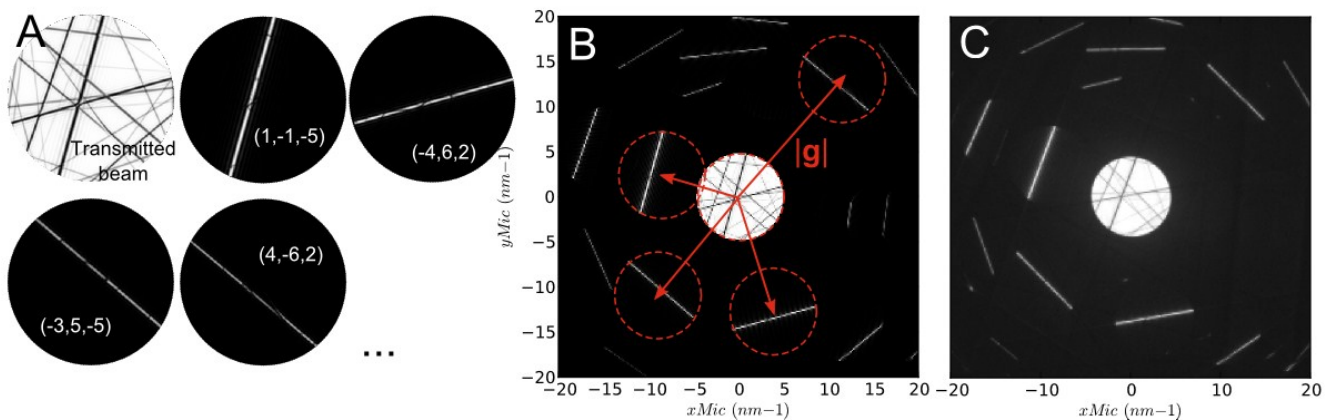 A
Transmitted
beam
(1,-1,-5)
(-4,6,2)
(-3,5,-5)
(4,-6,2)
...
B
|g|
20
15
10
5
0
−5
−10
−15
−20
yMic (nm−1)
−20 −15 −10 −5 0 5 10 15 20
xMic (nm−1)
C
−20 −10 0 10 20
xMic (nm−1)